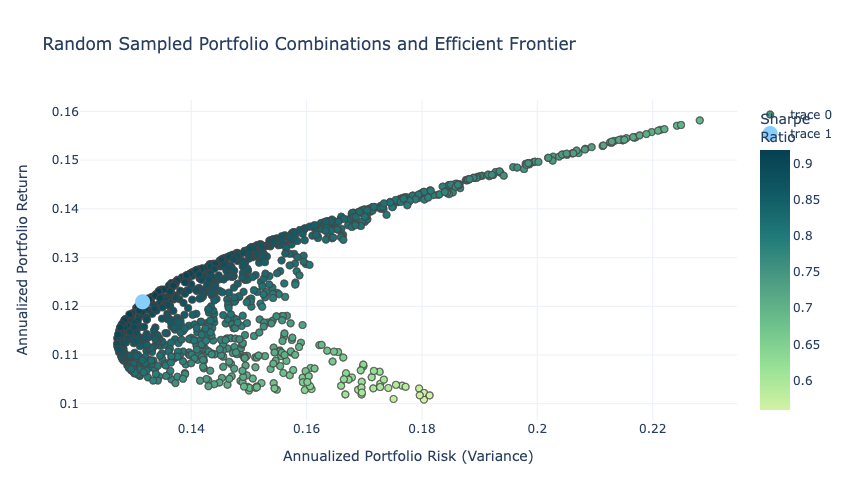 Random Sampled Portfolio Combinations and Efficient Frontier
trace 0
trace 1
Sharpe
Ratio
0.9
0.85
0.8
0.75
0.7
0.65
0.6
Annualized Portfolio Return
0.16
0.15
0.14
0.13
0.12
0.11
0.1
0.14
0.16
0.18
0.2
0.22
Annualized Portfolio Risk (Variance)